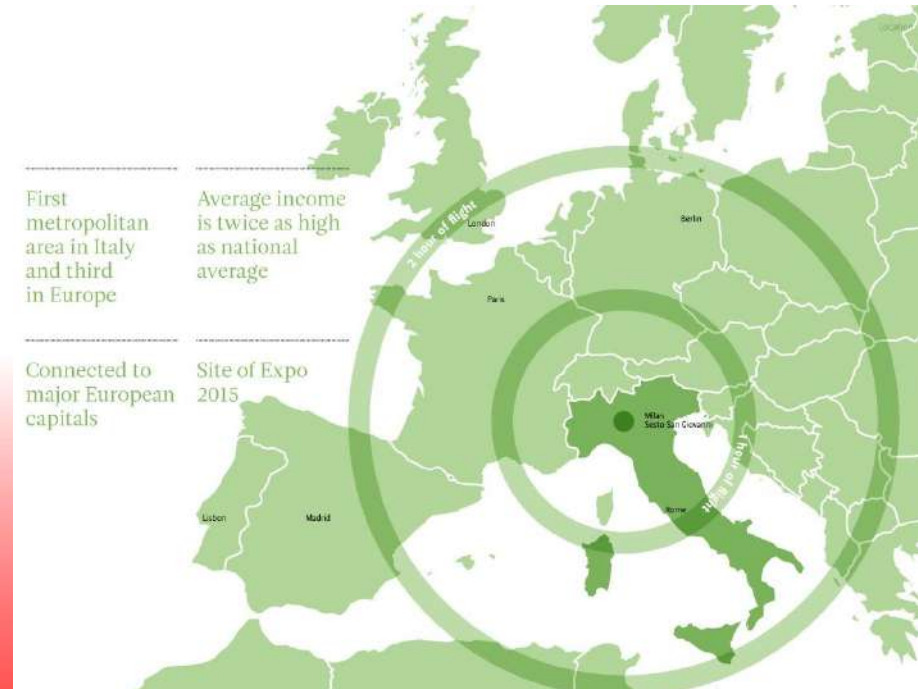 LOCATION
First
metropolitan
area in Italy
and third
in Europe
Average income
is twice as high
as national
average
Connected to
major European
capitals
Site of Expo
2015
2 hour of flight
London
Berlin
Paris
Milan
Sesto San Giovanni
1 hour of flight
Rome
Lisbon
Madrid